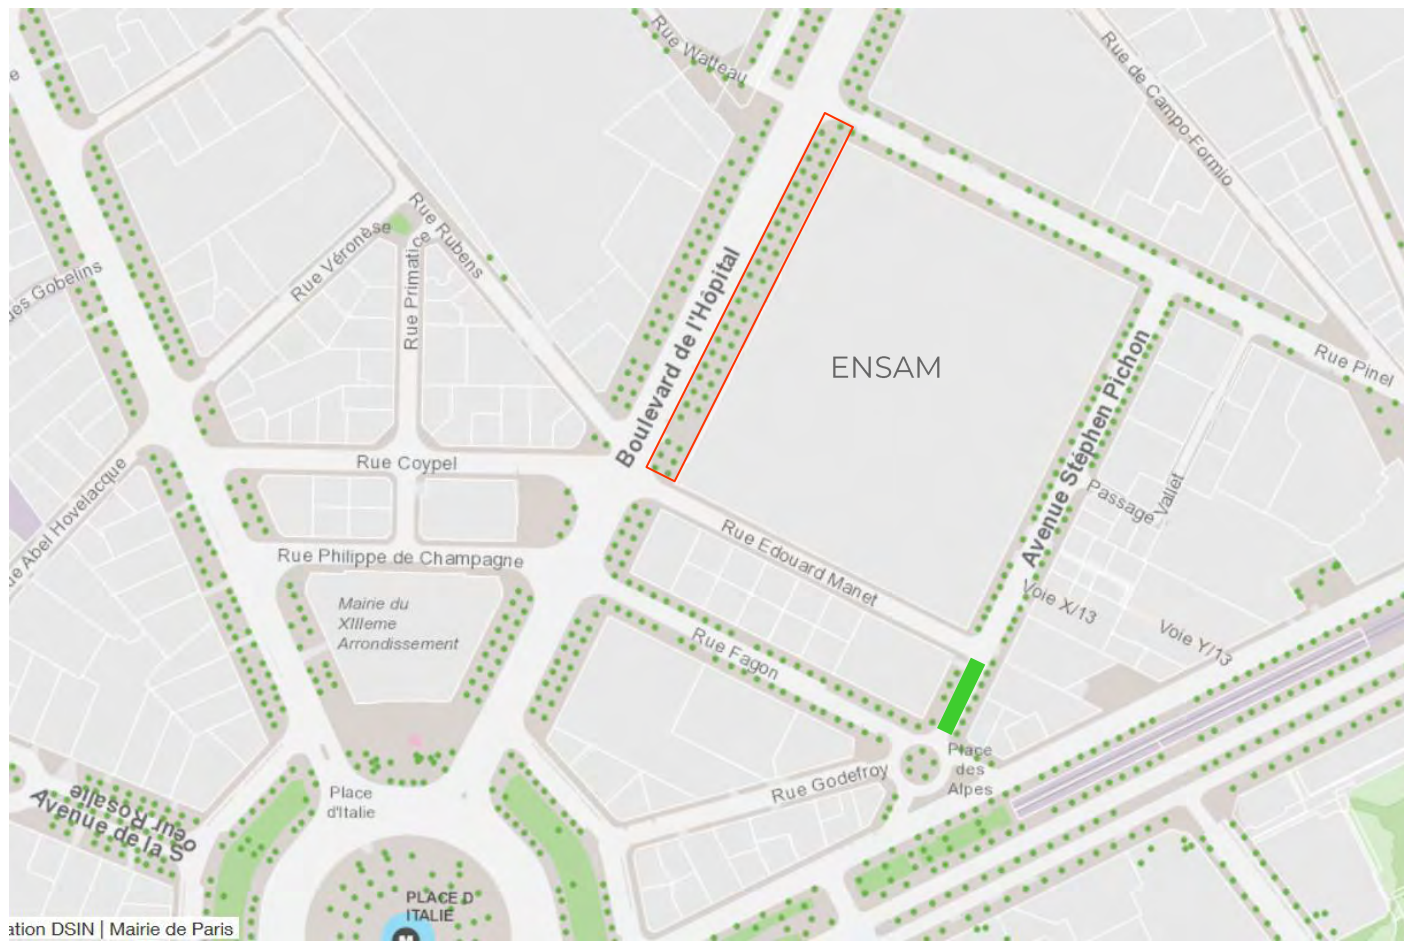 Rue Watteau
Rue de Campo-Formio
Rue Rubens
Rue Véronèse
Rue Primatice
es Gobelins
Boulevard de l'Hôpital
ENSAM
Rue Pinel
Avenue Stéphen Pichon
Passage Vallet
Rue Coypel
Rue Abel Hovelacque
Rue Philippe de Champagne
Rue Edouard Manet
Mairie du
XIIIeme
Arrondissement
Voie X/13
Voie Y/13
Rue Fagon
Place
des
Alpes
Rue Godefroy
Place
d'Italie
Avenue de la S
œur Rosalie
PLACE D
ITALIE
M
ation DSIN | Mairie de Paris